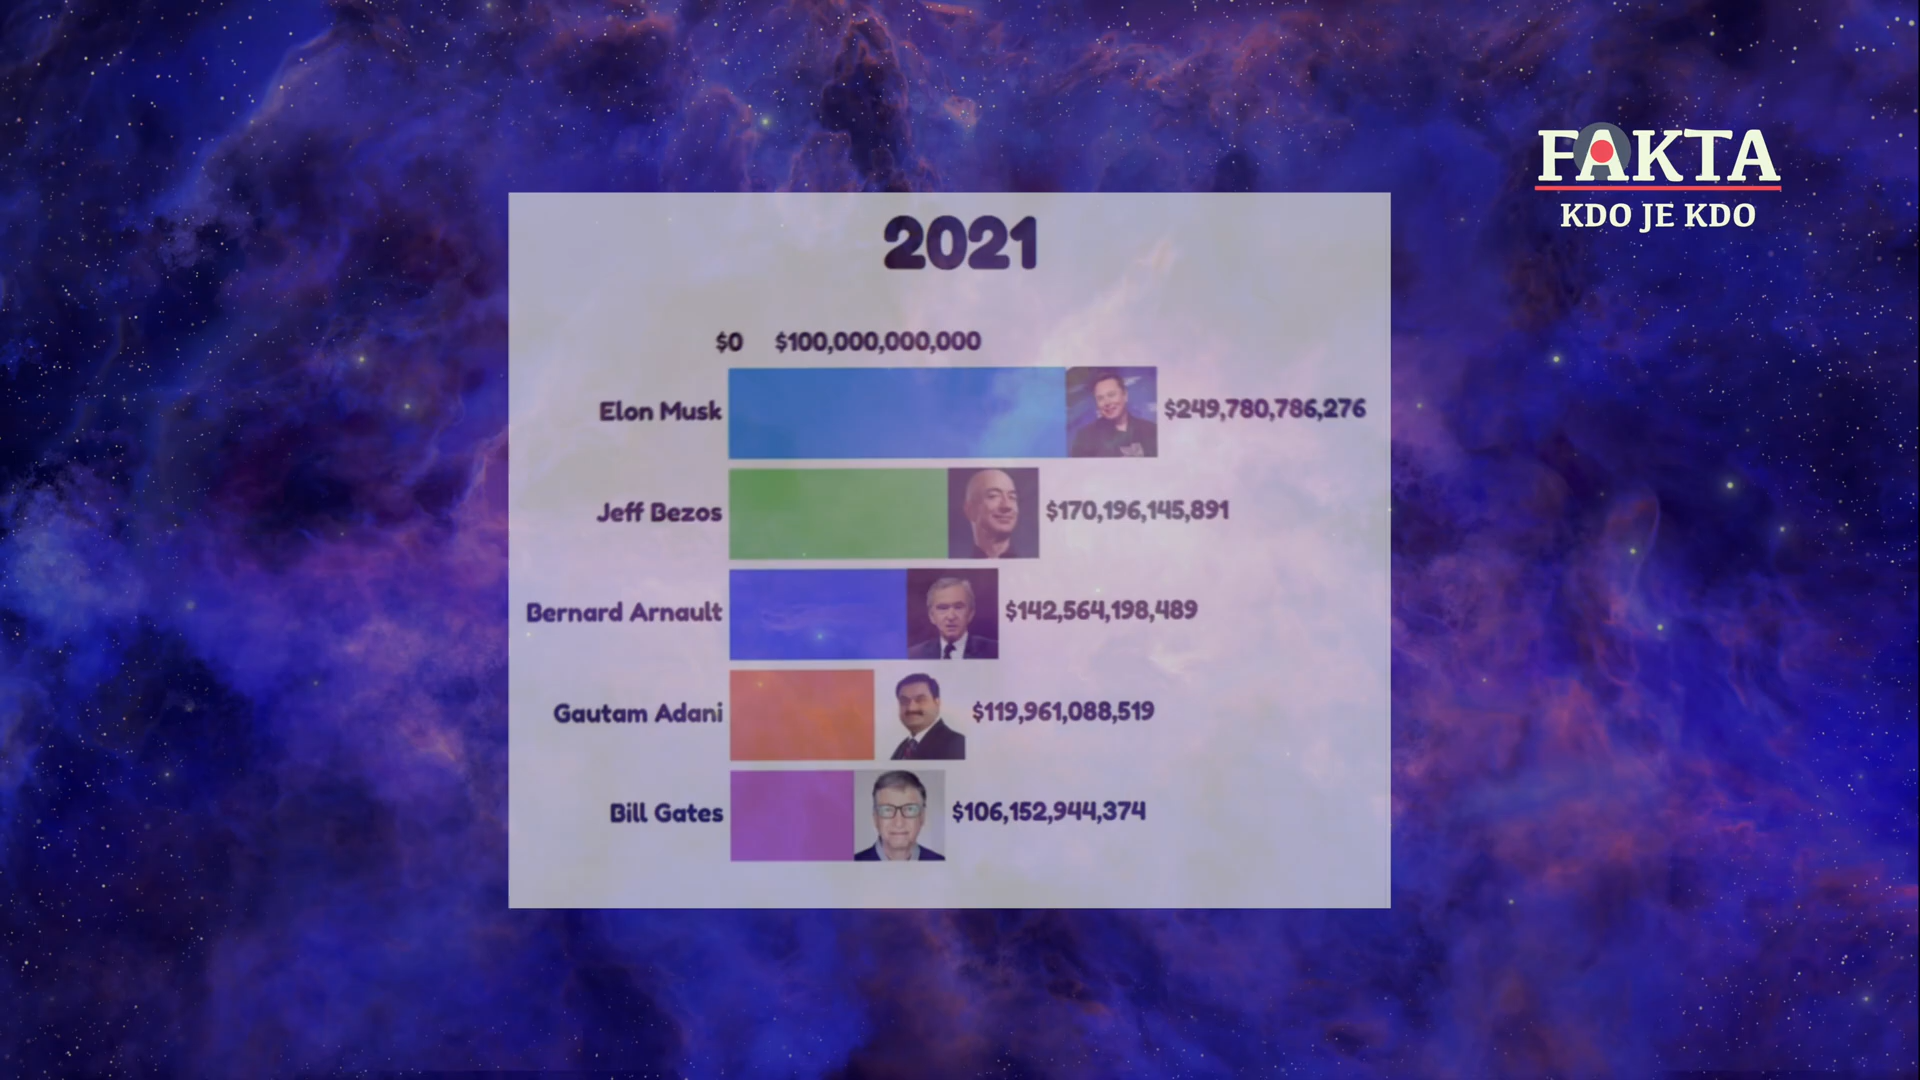 FAKTA
KDO JE KDO
2021
$0 $100,000,000,000
Elon Musk $249,780,786,276
Jeff Bezos $170,196,145,891
Bernard Arnault $142,564,198,489
Gautam Adani $119,961,088,519
Bill Gates $106,152,944,374